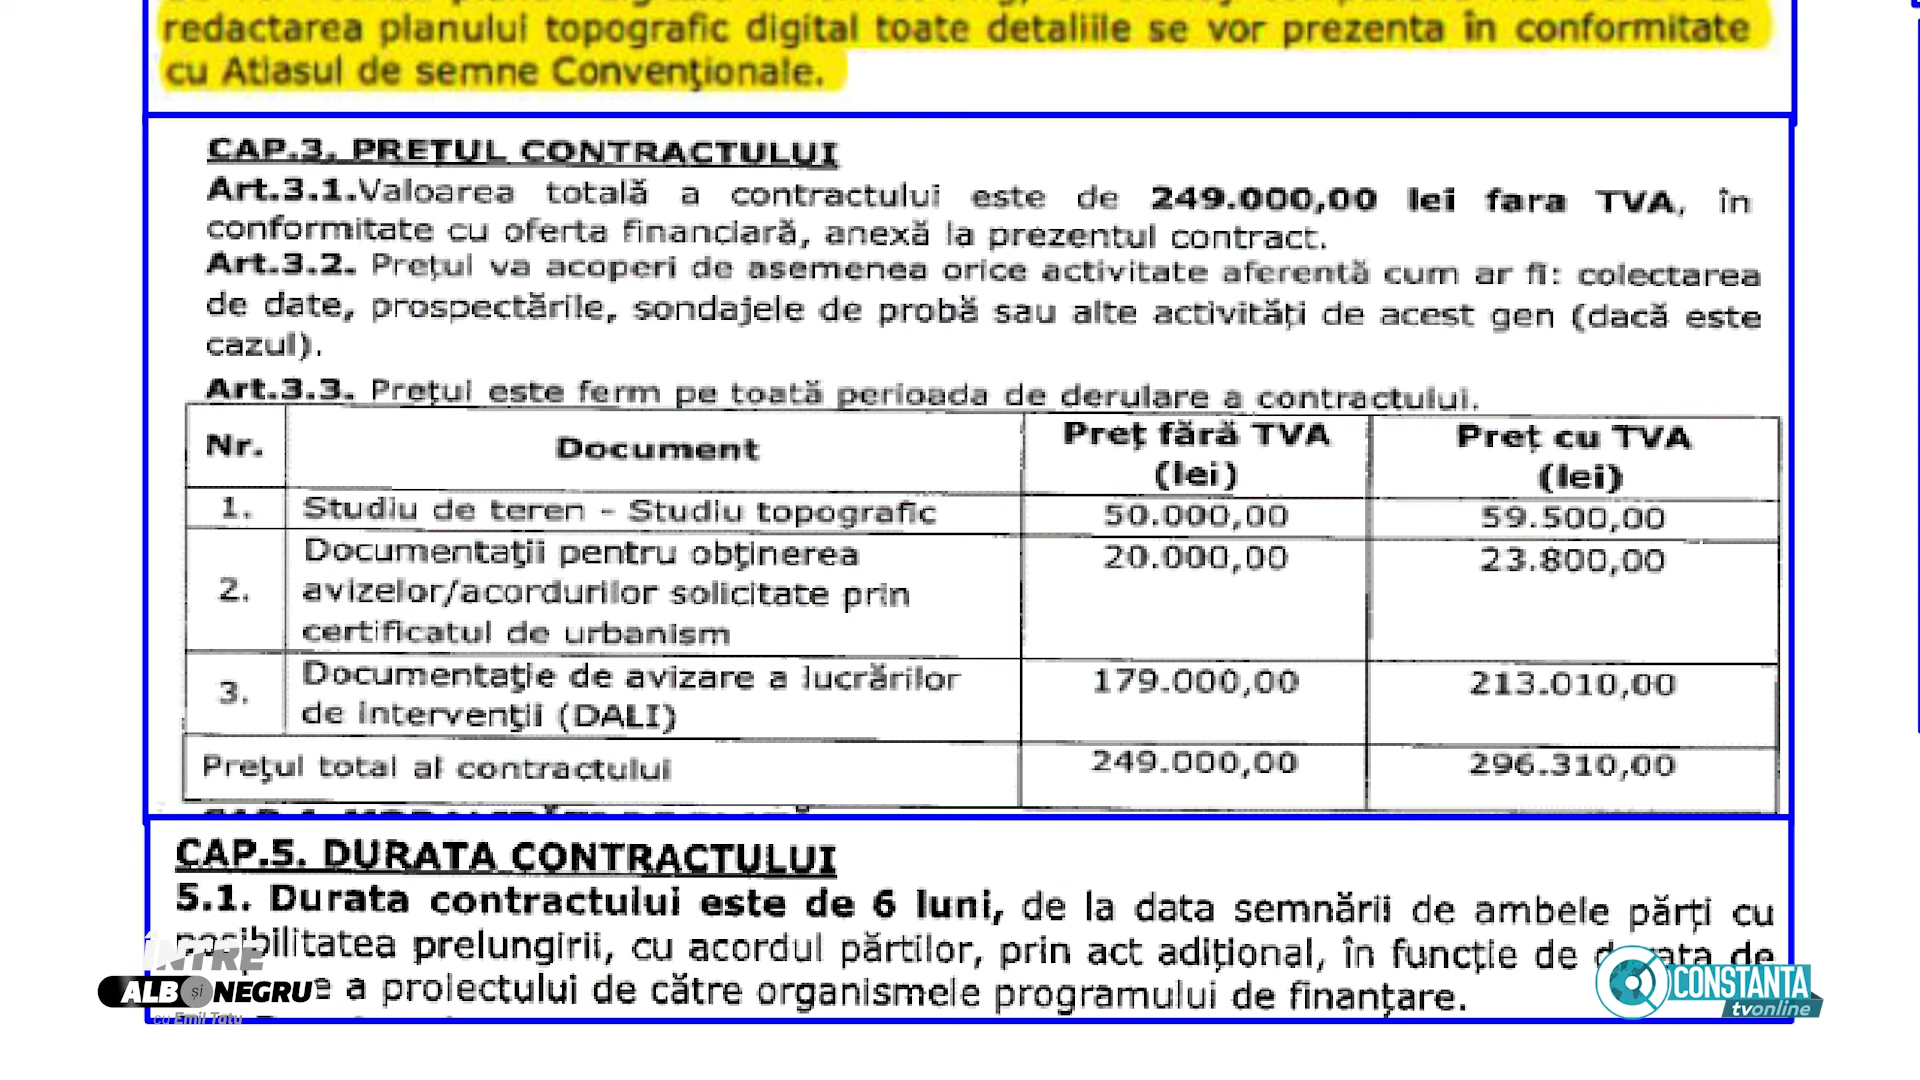 redactarea planului topografic digital toate detaliile se vor prezenta în conformitate
cu Atlasul de semne Convenţionale.
CAP.3. PREŢUL CONTRACTULUI
Art.3.1.Valoarea totală a contractului este de 249.000,00 lei fara TVA, în
conformitate cu oferta financiară, anexă la prezentul contract.
Art.3.2. Preţul va acoperi de asemenea orice activitate aferentă cum ar fi: colectarea
de date, prospectările, sondajele de probă sau alte activităţi de acest gen (dacă este
cazul).
Art.3.3. Preţul este ferm pe toată perioada de derulare a contractului.
Nr. Document Preţ fără TVA (lei) Preţ cu TVA (lei)
1. Studiu de teren - Studiu topografic 50.000,00 59.500,00
2. Documentaţii pentru obţinerea 20.000,00 23.800,00
avizelor/acordurilor solicitate prin
certificatul de urbanism
3. Documentaţie de avizare a lucrărilor 179.000,00 213.010,00
de intervenţii (DALI)
Preţul total al contractului 249.000,00 296.310,00
CAP.5. DURATA CONTRACTULUI
5.1. Durata contractului este de 6 luni, de la data semnării de ambele părţi cu
posibilitatea prelungirii, cu acordul părtilor, prin act adiţional, în funcţie de durata de
a proiectului de către organismele programului de finanţare.
ÎNTRE
ALB și NEGRU
cu Emil Tatu
CONSTANTA
tvonline